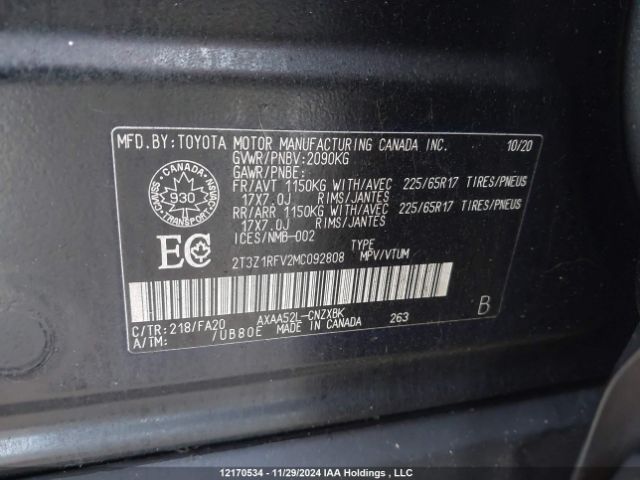 MFD.BY:TOYOTA MOTOR MANUFACTURING CANADA INC. 10/20
GVWR/PNBV:2090KG
GAWR/PNBE:
FR/AVT 1150KG WITH/AVEC 225/65R17 TIRES/PNEUS
17X7.0J RIMS/JANTES
RR/ARR 1150KG WITH/AVEC 225/65R17 TIRES/PNEUS
17X7.0J RIMS/JANTES
ICES/NMB-002 TYPE
2T3Z1RFV2MC092808 MPV/VTUM
CANADA
930
TRANSPORT
EC
B
C/TR:218/FA20 AXAA52L-CNZXBK 263
A/TM: /UB80E MADE IN CANADA
12170534 - 11/29/2024 IAA Holdings , LLC